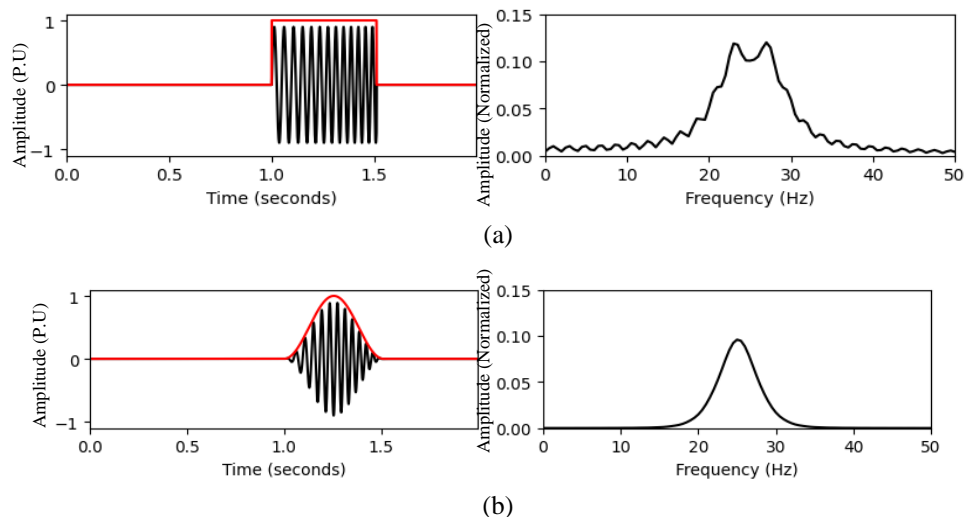 Amplitude (P.U)
1
0
−1
0.0 0.5 1.0 1.5
Time (seconds)
Amplitude (Normalized)
0.15
0.10
0.05
0.00
0 10 20 30 40 50
Frequency (Hz)
(a)
Amplitude (P.U)
1
0
−1
0.0 0.5 1.0 1.5
Time (seconds)
Amplitude (Normalized)
0.15
0.10
0.05
0.00
0 10 20 30 40 50
Frequency (Hz)
(b)